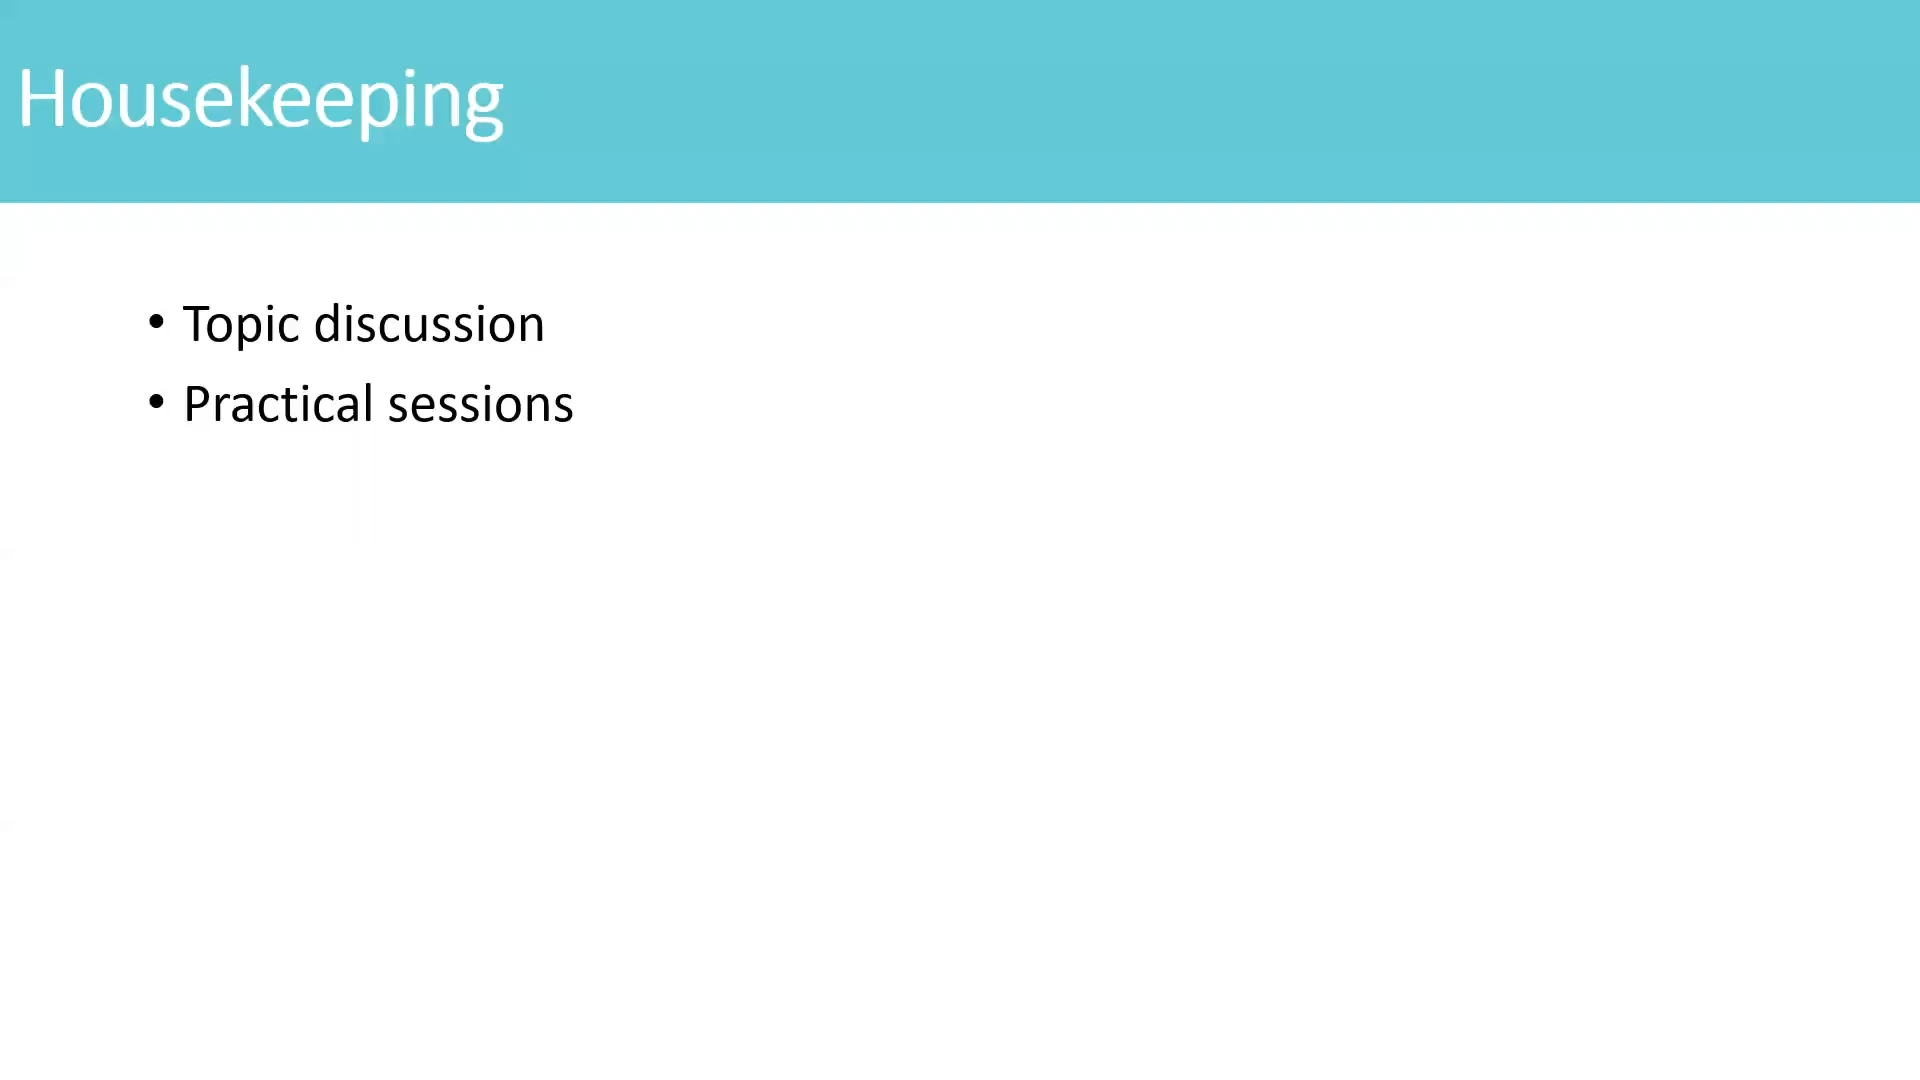 Housekeeping
• Topic discussion
• Practical sessions